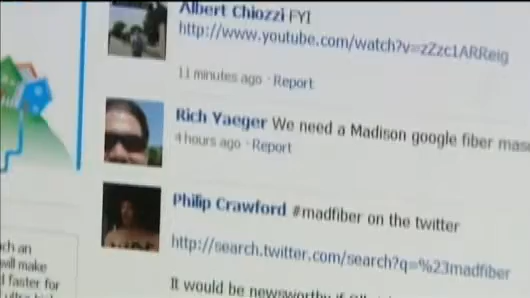 Albert Chiozzi FYI
http://www.youtube.com/watch?v=zZzc1ARReig
11 minutes ago · Report
Rich Yaeger We need a Madison google fiber mas
4 hours ago · Report
Philip Crawford #madfiber on the twitter
http://search.twitter.com/search?q=%23madfiber
It would be newsworthy if
ch an
will make
faster for